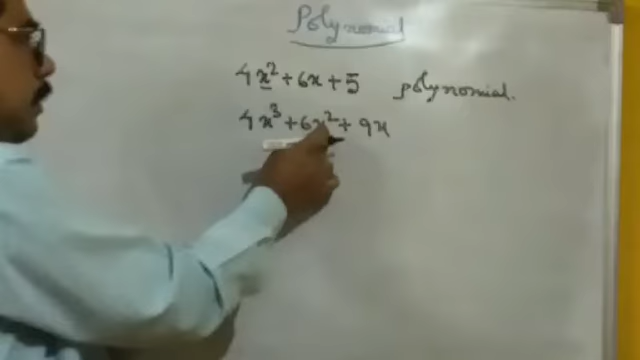 Polynomial
4x² + 6x + 5 polynomial.
4x³ + 6x² + 9x